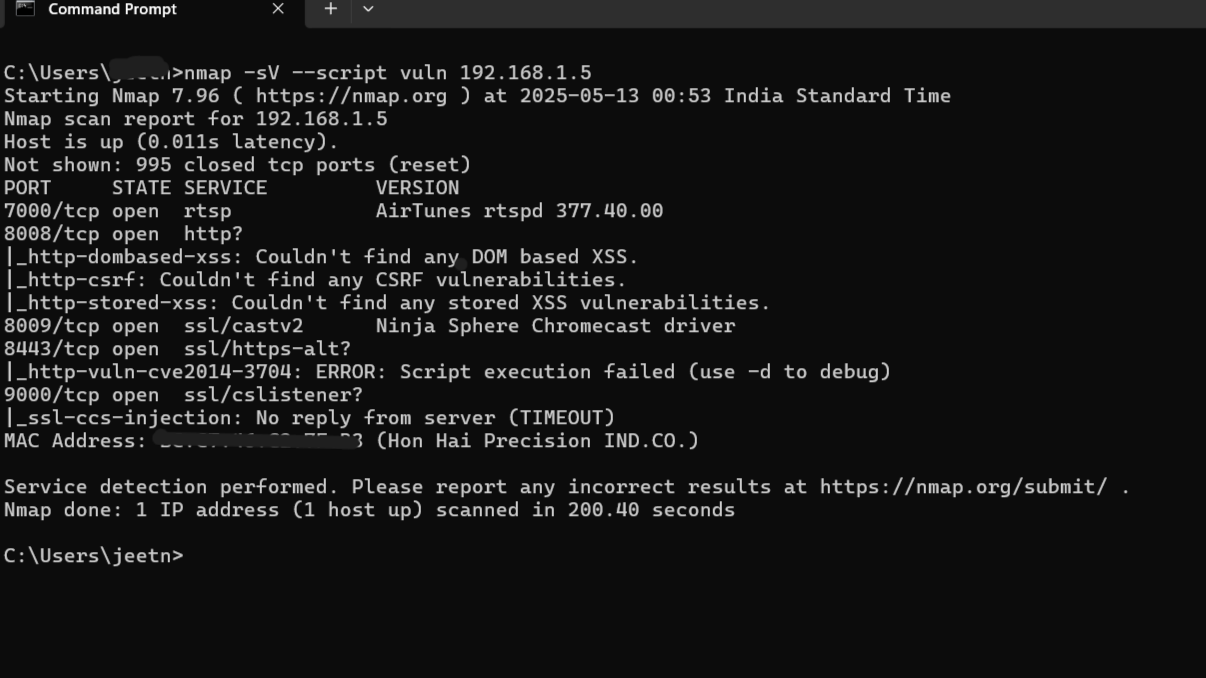 Command Prompt
C:\Users\>nmap -sV --script vuln 192.168.1.5
Starting Nmap 7.96 ( https://nmap.org ) at 2025-05-13 00:53 India Standard Time
Nmap scan report for 192.168.1.5
Host is up (0.011s latency).
Not shown: 995 closed tcp ports (reset)
PORT     STATE SERVICE         VERSION
7000/tcp open  rtsp            AirTunes rtspd 377.40.00
8008/tcp open  http?
|_http-dombased-xss: Couldn't find any DOM based XSS.
|_http-csrf: Couldn't find any CSRF vulnerabilities.
|_http-stored-xss: Couldn't find any stored XSS vulnerabilities.
8009/tcp open  ssl/castv2      Ninja Sphere Chromecast driver
8443/tcp open  ssl/https-alt?
|_http-vuln-cve2014-3704: ERROR: Script execution failed (use -d to debug)
9000/tcp open  ssl/cslistener?
|_ssl-ccs-injection: No reply from server (TIMEOUT)
MAC Address: (Hon Hai Precision IND.CO.)
Service detection performed. Please report any incorrect results at https://nmap.org/submit/ .
Nmap done: 1 IP address (1 host up) scanned in 200.40 seconds
C:\Users\jeetn>